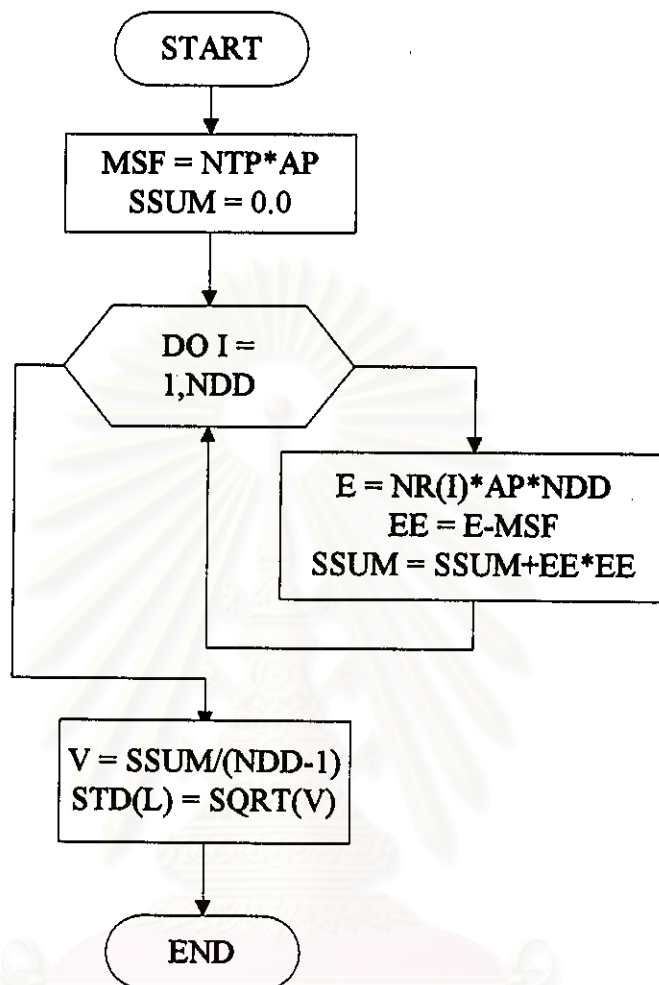 START
MSF = NTP*AP
SSUM = 0.0
DO I =
1,NDD
E = NR(I)*AP*NDD
EE = E-MSF
SSUM = SSUM+EE*EE
V = SSUM/(NDD-1)
STD(L) = SQRT(V)
END